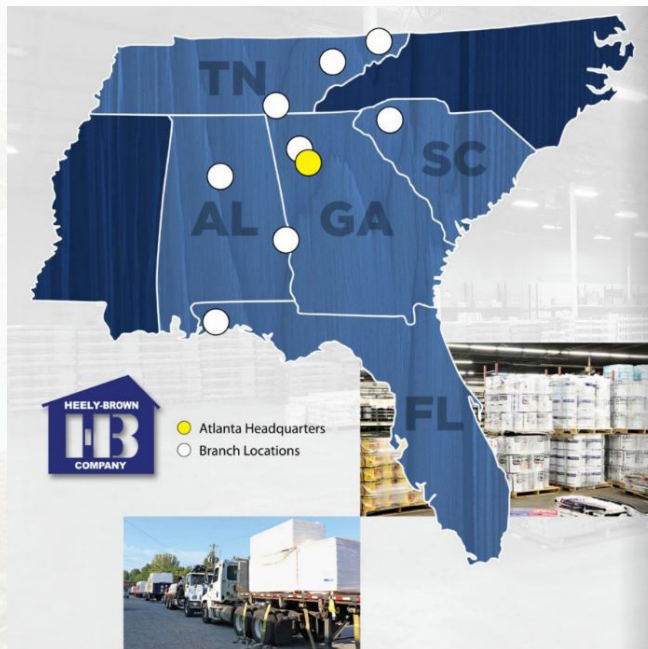 TN
SC
AL
GA
FL
HEELY-BROWN
HB
COMPANY
Atlanta Headquarters
Branch Locations